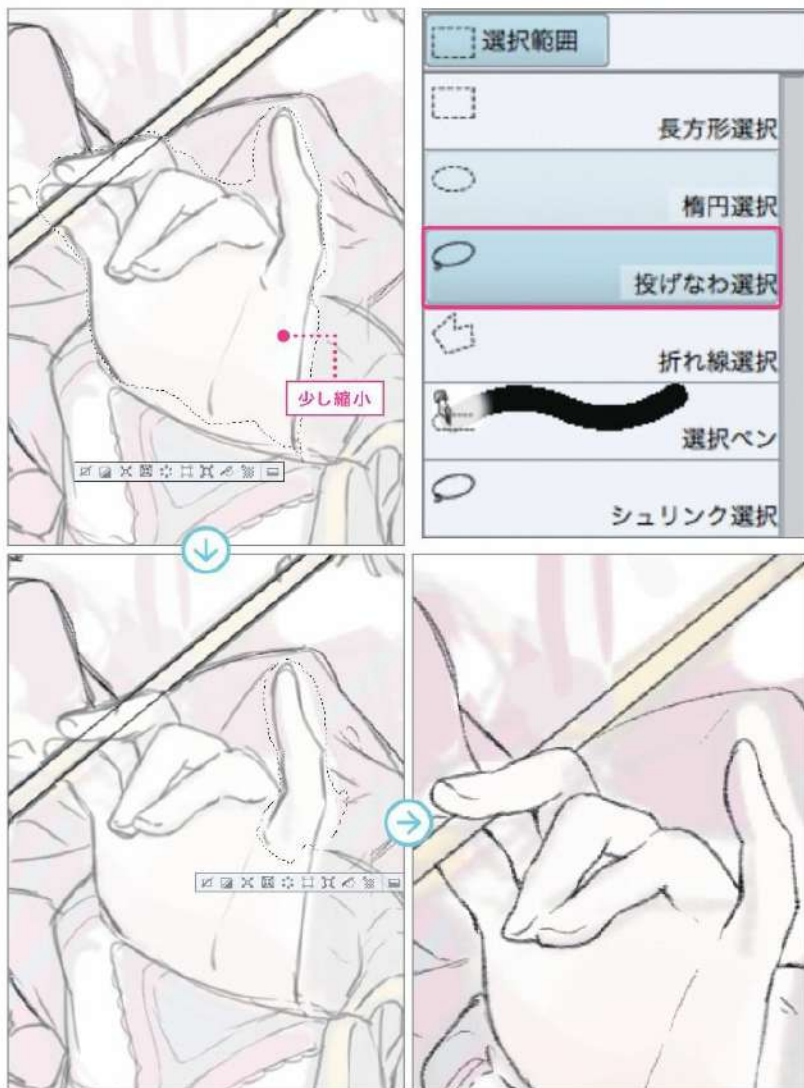 少し縮小
選択範囲
長方形選択
楕円選択
投げなわ選択
折れ線選択
選択ペン
シュリンク選択